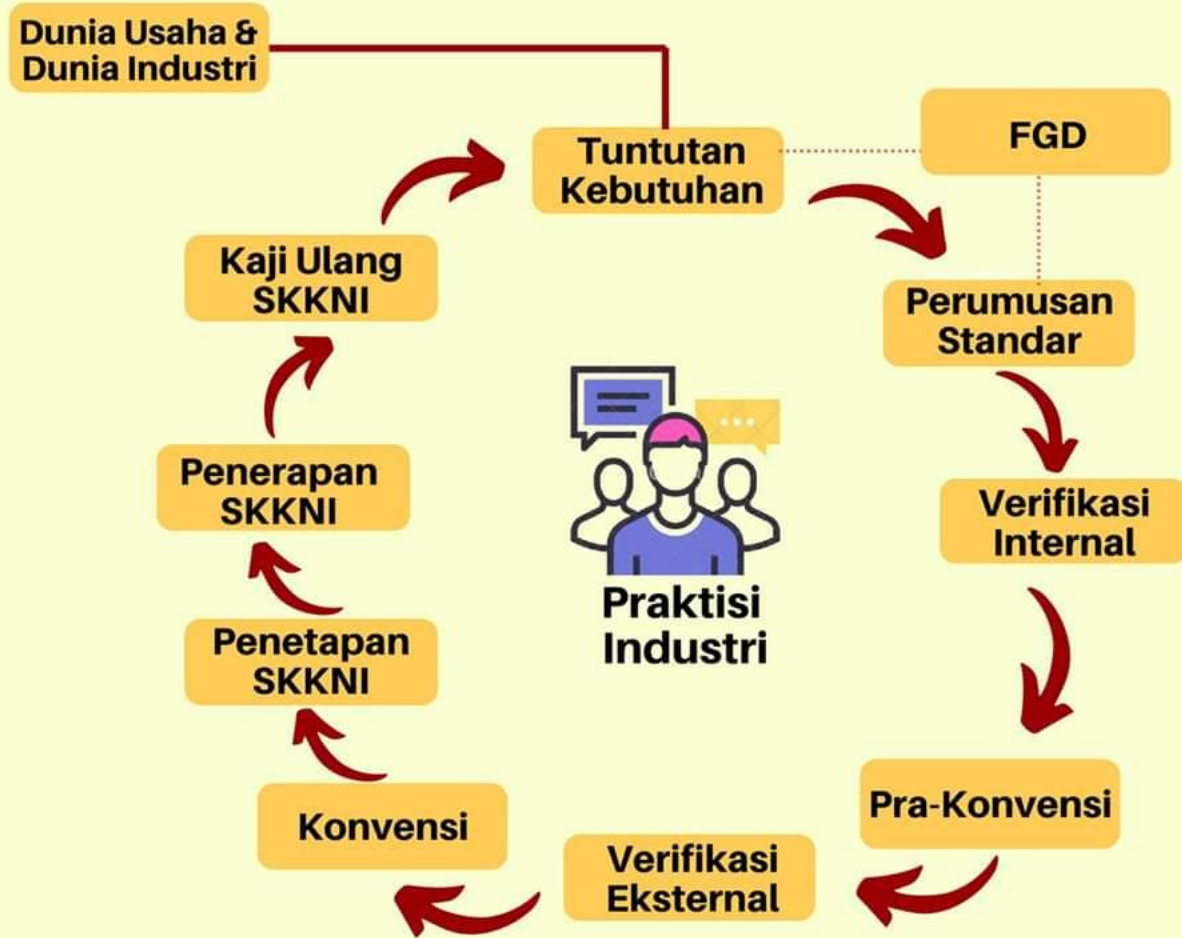 Dunia Usaha &
Dunia Industri
Tuntutan
Kebutuhan
FGD
Perumusan
Standar
Verifikasi
Internal
Pra-Konvensi
Verifikasi
Eksternal
Konvensi
Penetapan
SKKNI
Penerapan
SKKNI
Kaji Ulang
SKKNI
Praktisi
Industri